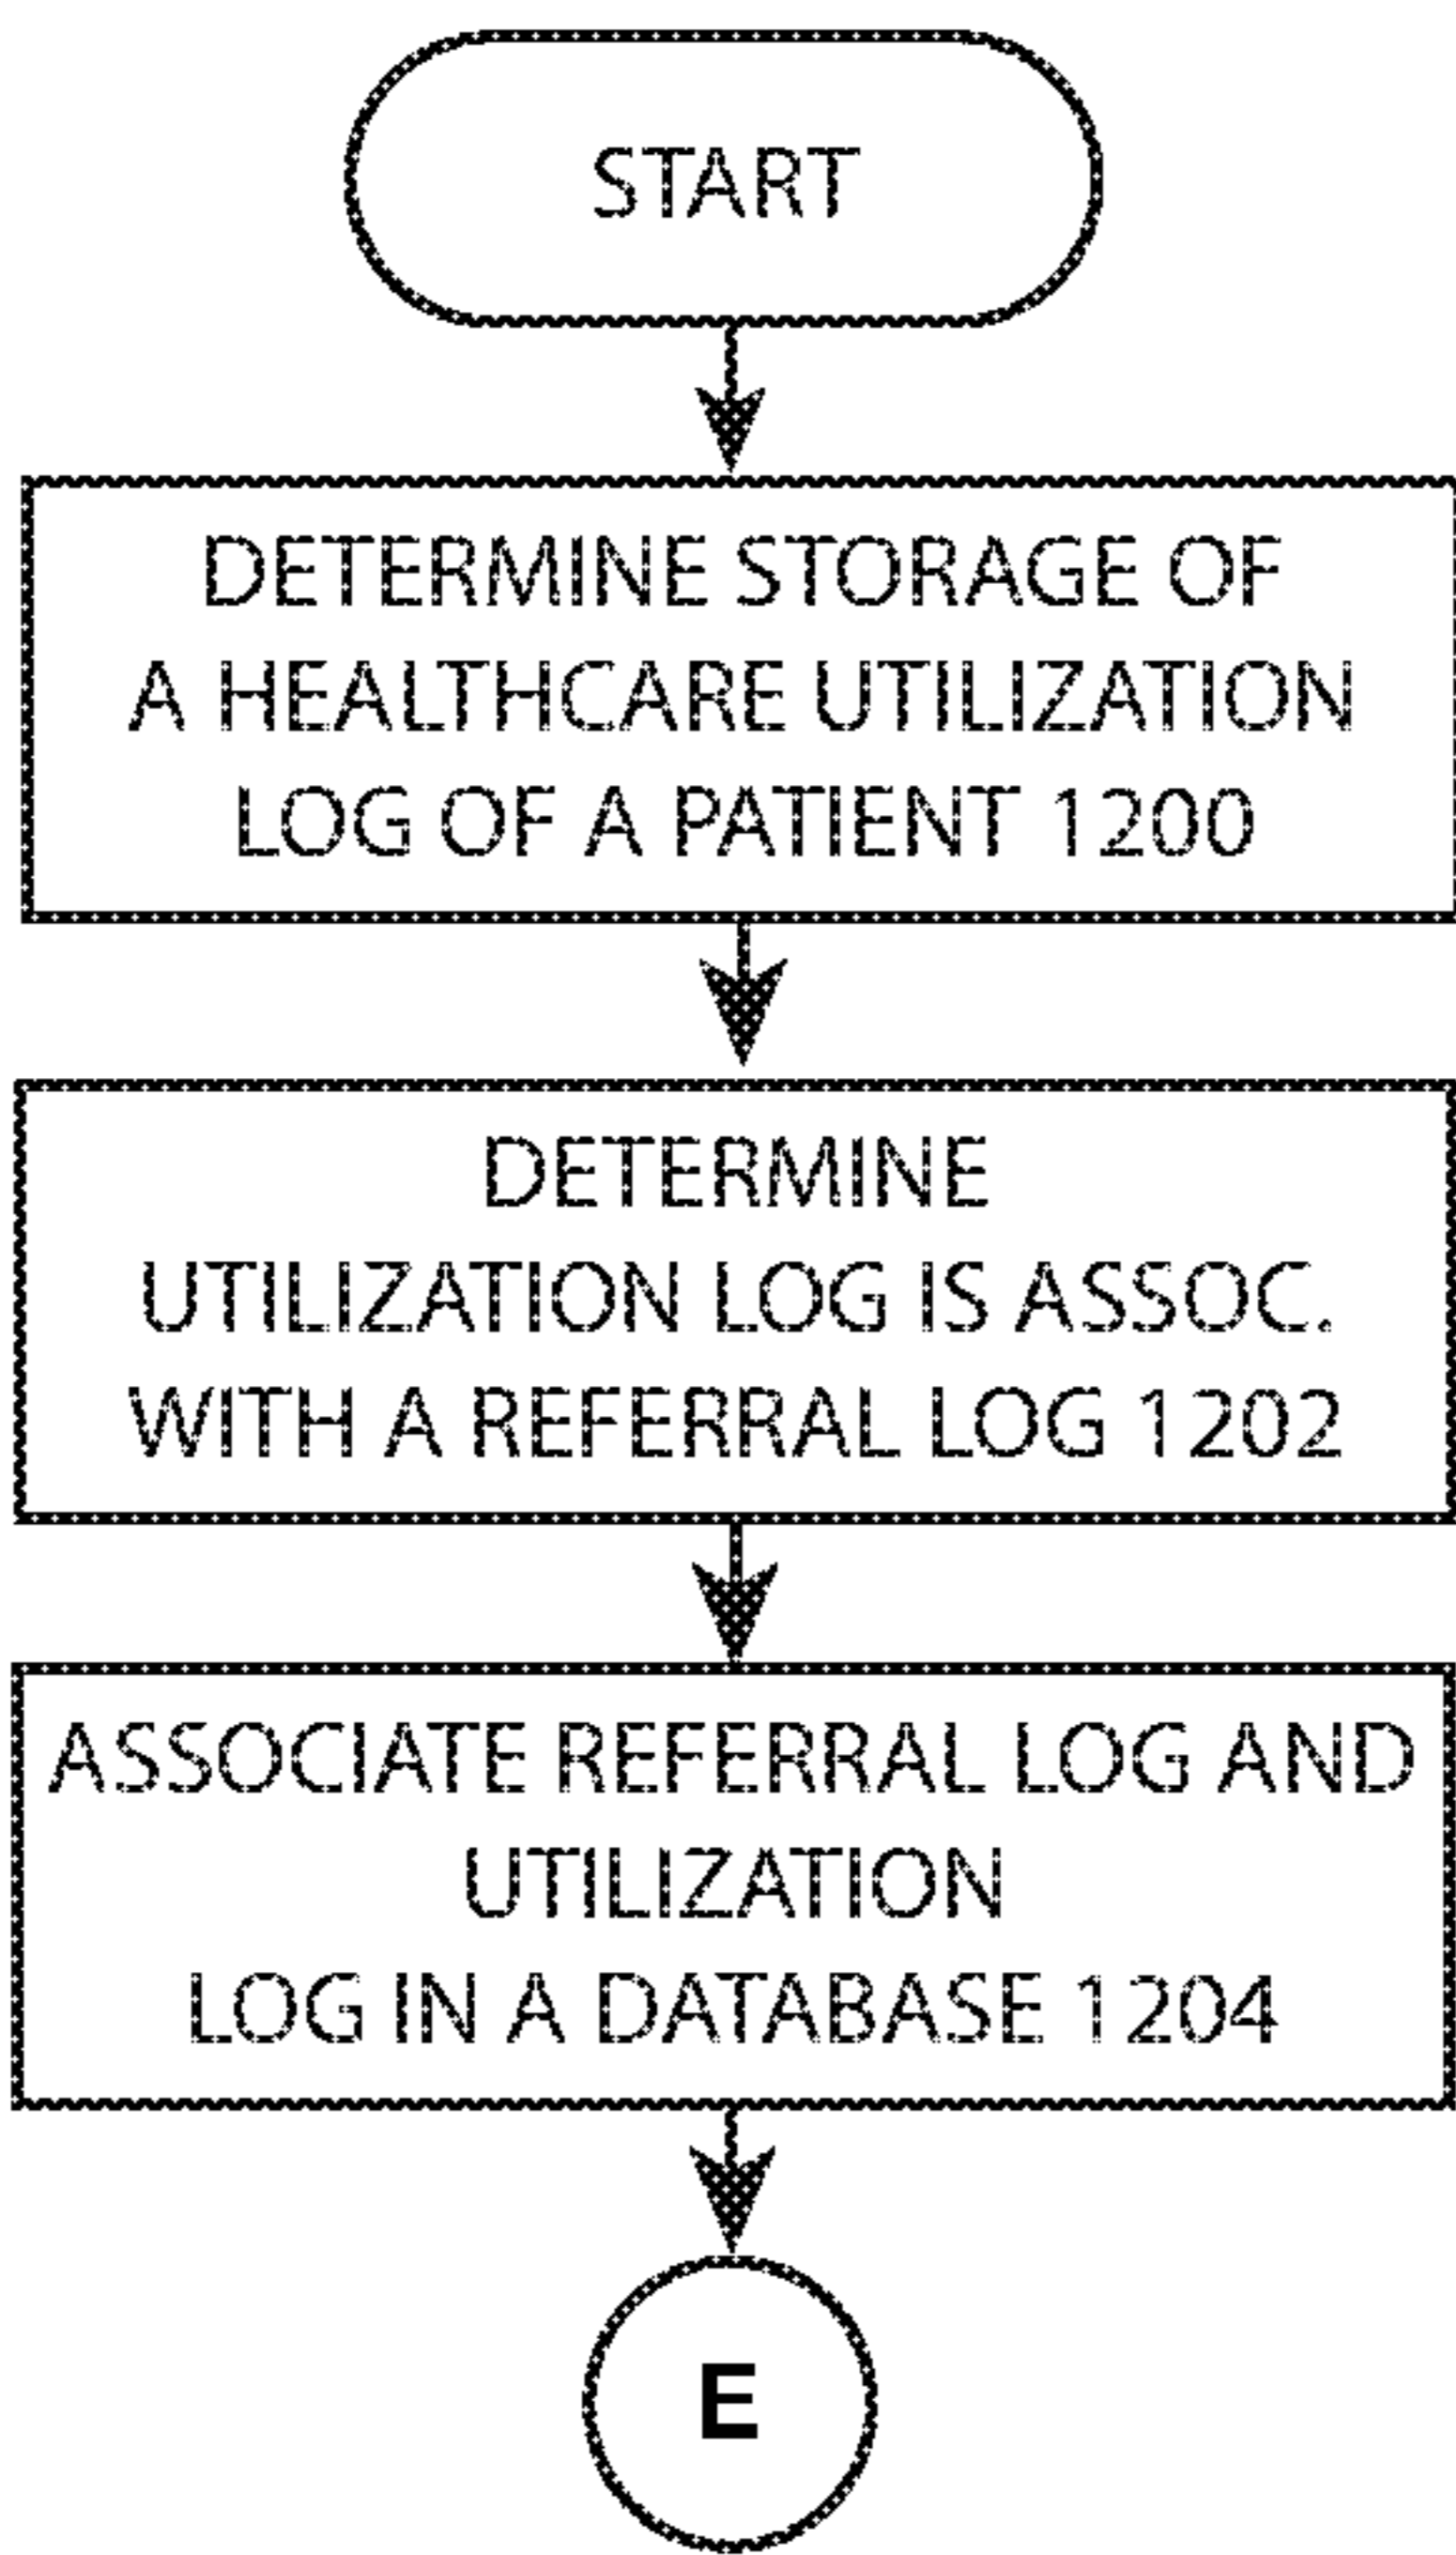 START
DETERMINE STORAGE OF
A HEALTHCARE UTILIZATION
LOG OF A PATIENT 1200
DETERMINE
UTILIZATION LOG IS ASSOC.
WITH A REFERRAL LOG 1202
ASSOCIATE REFERRAL LOG AND
UTILIZATION
LOG IN A DATABASE 1204
E